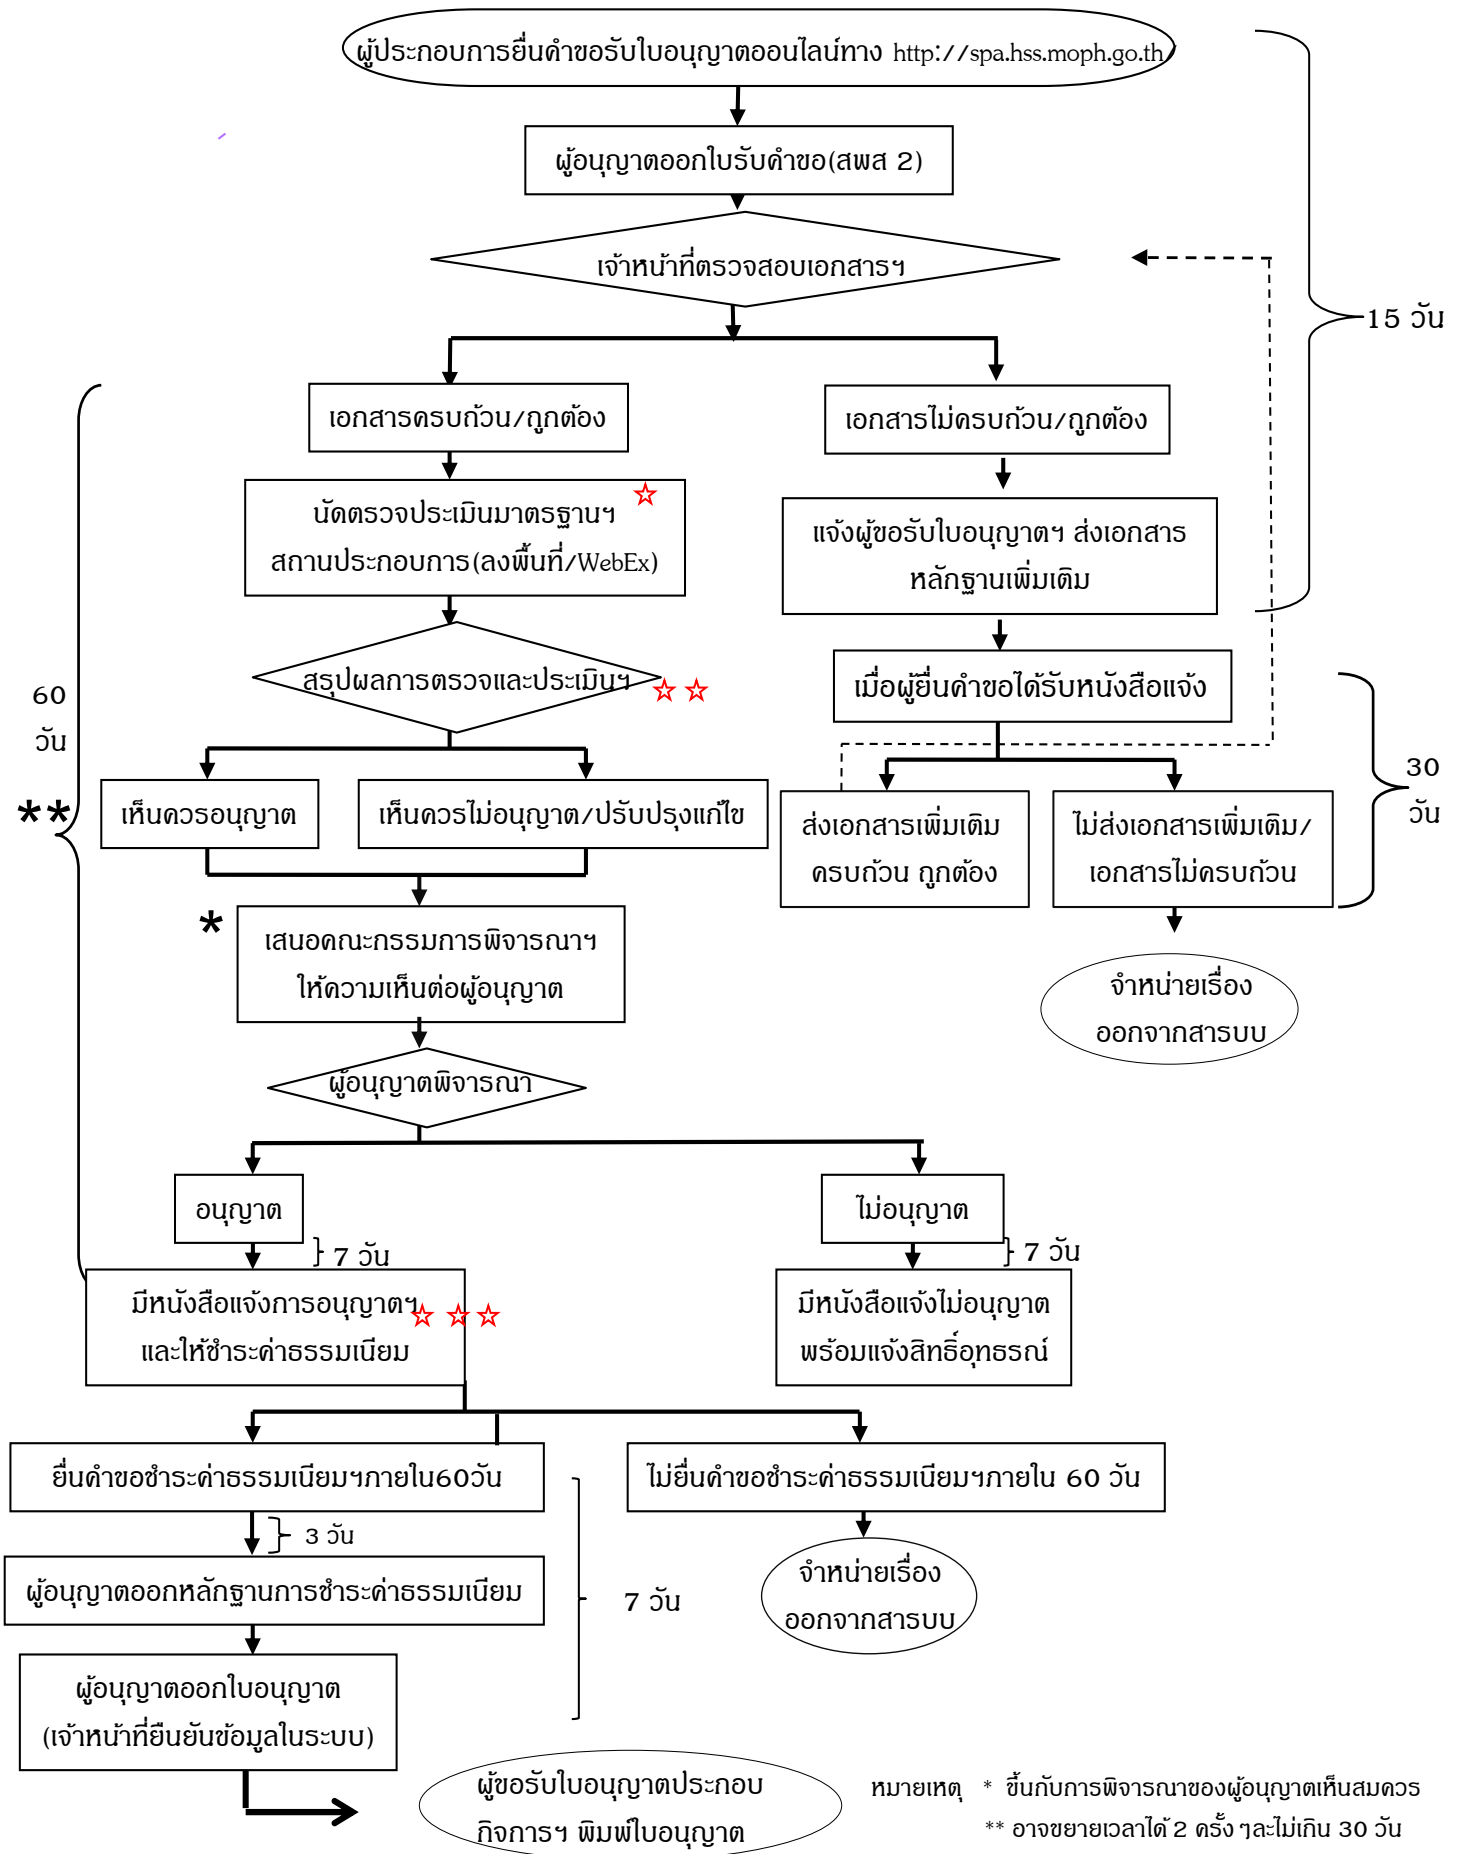 ผู้ประกอบการยื่นคำขอรับใบอนุญาตออนไลน์ทาง http://spa.hss.moph.go.th
ผู้อนุญาตออกใบรับคำขอ(สพส 2)
เจ้าหน้าที่ตรวจสอบเอกสารฯ
15 วัน
เอกสารครบถ้วน/ถูกต้อง
เอกสารไม่ครบถ้วน/ถูกต้อง
นัดตรวจประเมินมาตรฐานฯ
สถานประกอบการ(ลงพื้นที่/WebEx)
แจ้งผู้ขอรับใบอนุญาตฯ ส่งเอกสาร
หลักฐานเพิ่มเติม
สรุปผลการตรวจและประเมินฯ
เมื่อผู้ยื่นคำขอได้รับหนังสือแจ้ง
60
วัน
**
เห็นควรอนุญาต
เห็นควรไม่อนุญาต/ปรับปรุงแก้ไข
ส่งเอกสารเพิ่มเติม
ครบถ้วน ถูกต้อง
ไม่ส่งเอกสารเพิ่มเติม/
เอกสารไม่ครบถ้วน
30
วัน
*
เสนอคณะกรรมการพิจารณาฯ
ให้ความเห็นต่อผู้อนุญาต
จำหน่ายเรื่อง
ออกจากสารบบ
ผู้อนุญาตพิจารณา
อนุญาต
ไม่อนุญาต
7 วัน
7 วัน
มีหนังสือแจ้งการอนุญาตฯ
และให้ชำระค่าธรรมเนียม
มีหนังสือแจ้งไม่อนุญาต
พร้อมแจ้งสิทธิ์อุทธรณ์
ยื่นคำขอชำระค่าธรรมเนียมฯภายใน60วัน
ไม่ยื่นคำขอชำระค่าธรรมเนียมฯภายใน 60 วัน
3 วัน
ผู้อนุญาตออกหลักฐานการชำระค่าธรรมเนียม
7 วัน
จำหน่ายเรื่อง
ออกจากสารบบ
ผู้อนุญาตออกใบอนุญาต
(เจ้าหน้าที่ยืนยันข้อมูลในระบบ)
ผู้ขอรับใบอนุญาตประกอบ
กิจการฯ พิมพ์ใบอนุญาต
หมายเหตุ * ขึ้นกับการพิจารณาของผู้อนุญาตเห็นสมควร
** อาจขยายเวลาได้ 2 ครั้ง ๆละไม่เกิน 30 วัน